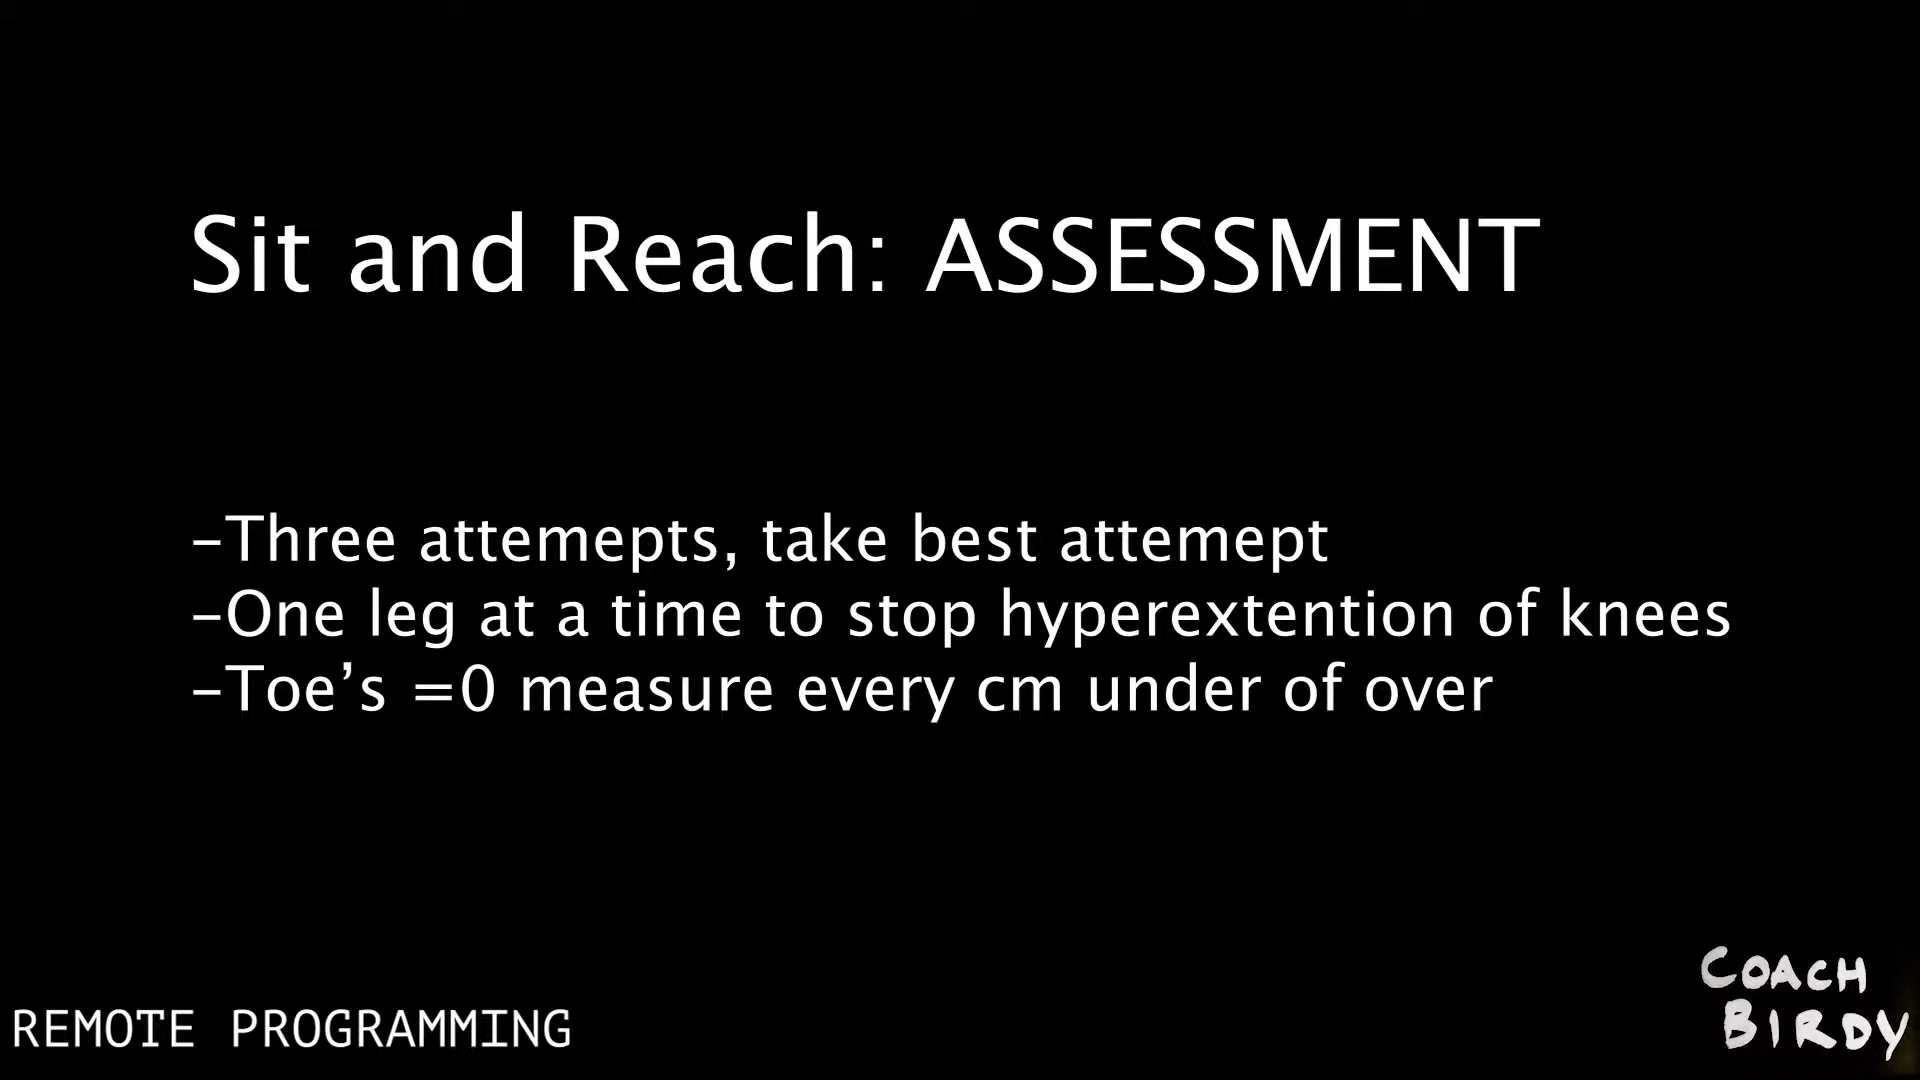 Sit and Reach: ASSESSMENT
-Three attemepts, take best attemept
-One leg at a time to stop hyperextention of knees
-Toe’s =0 measure every cm under of over
REMOTE PROGRAMMING
COACH
BIRDY